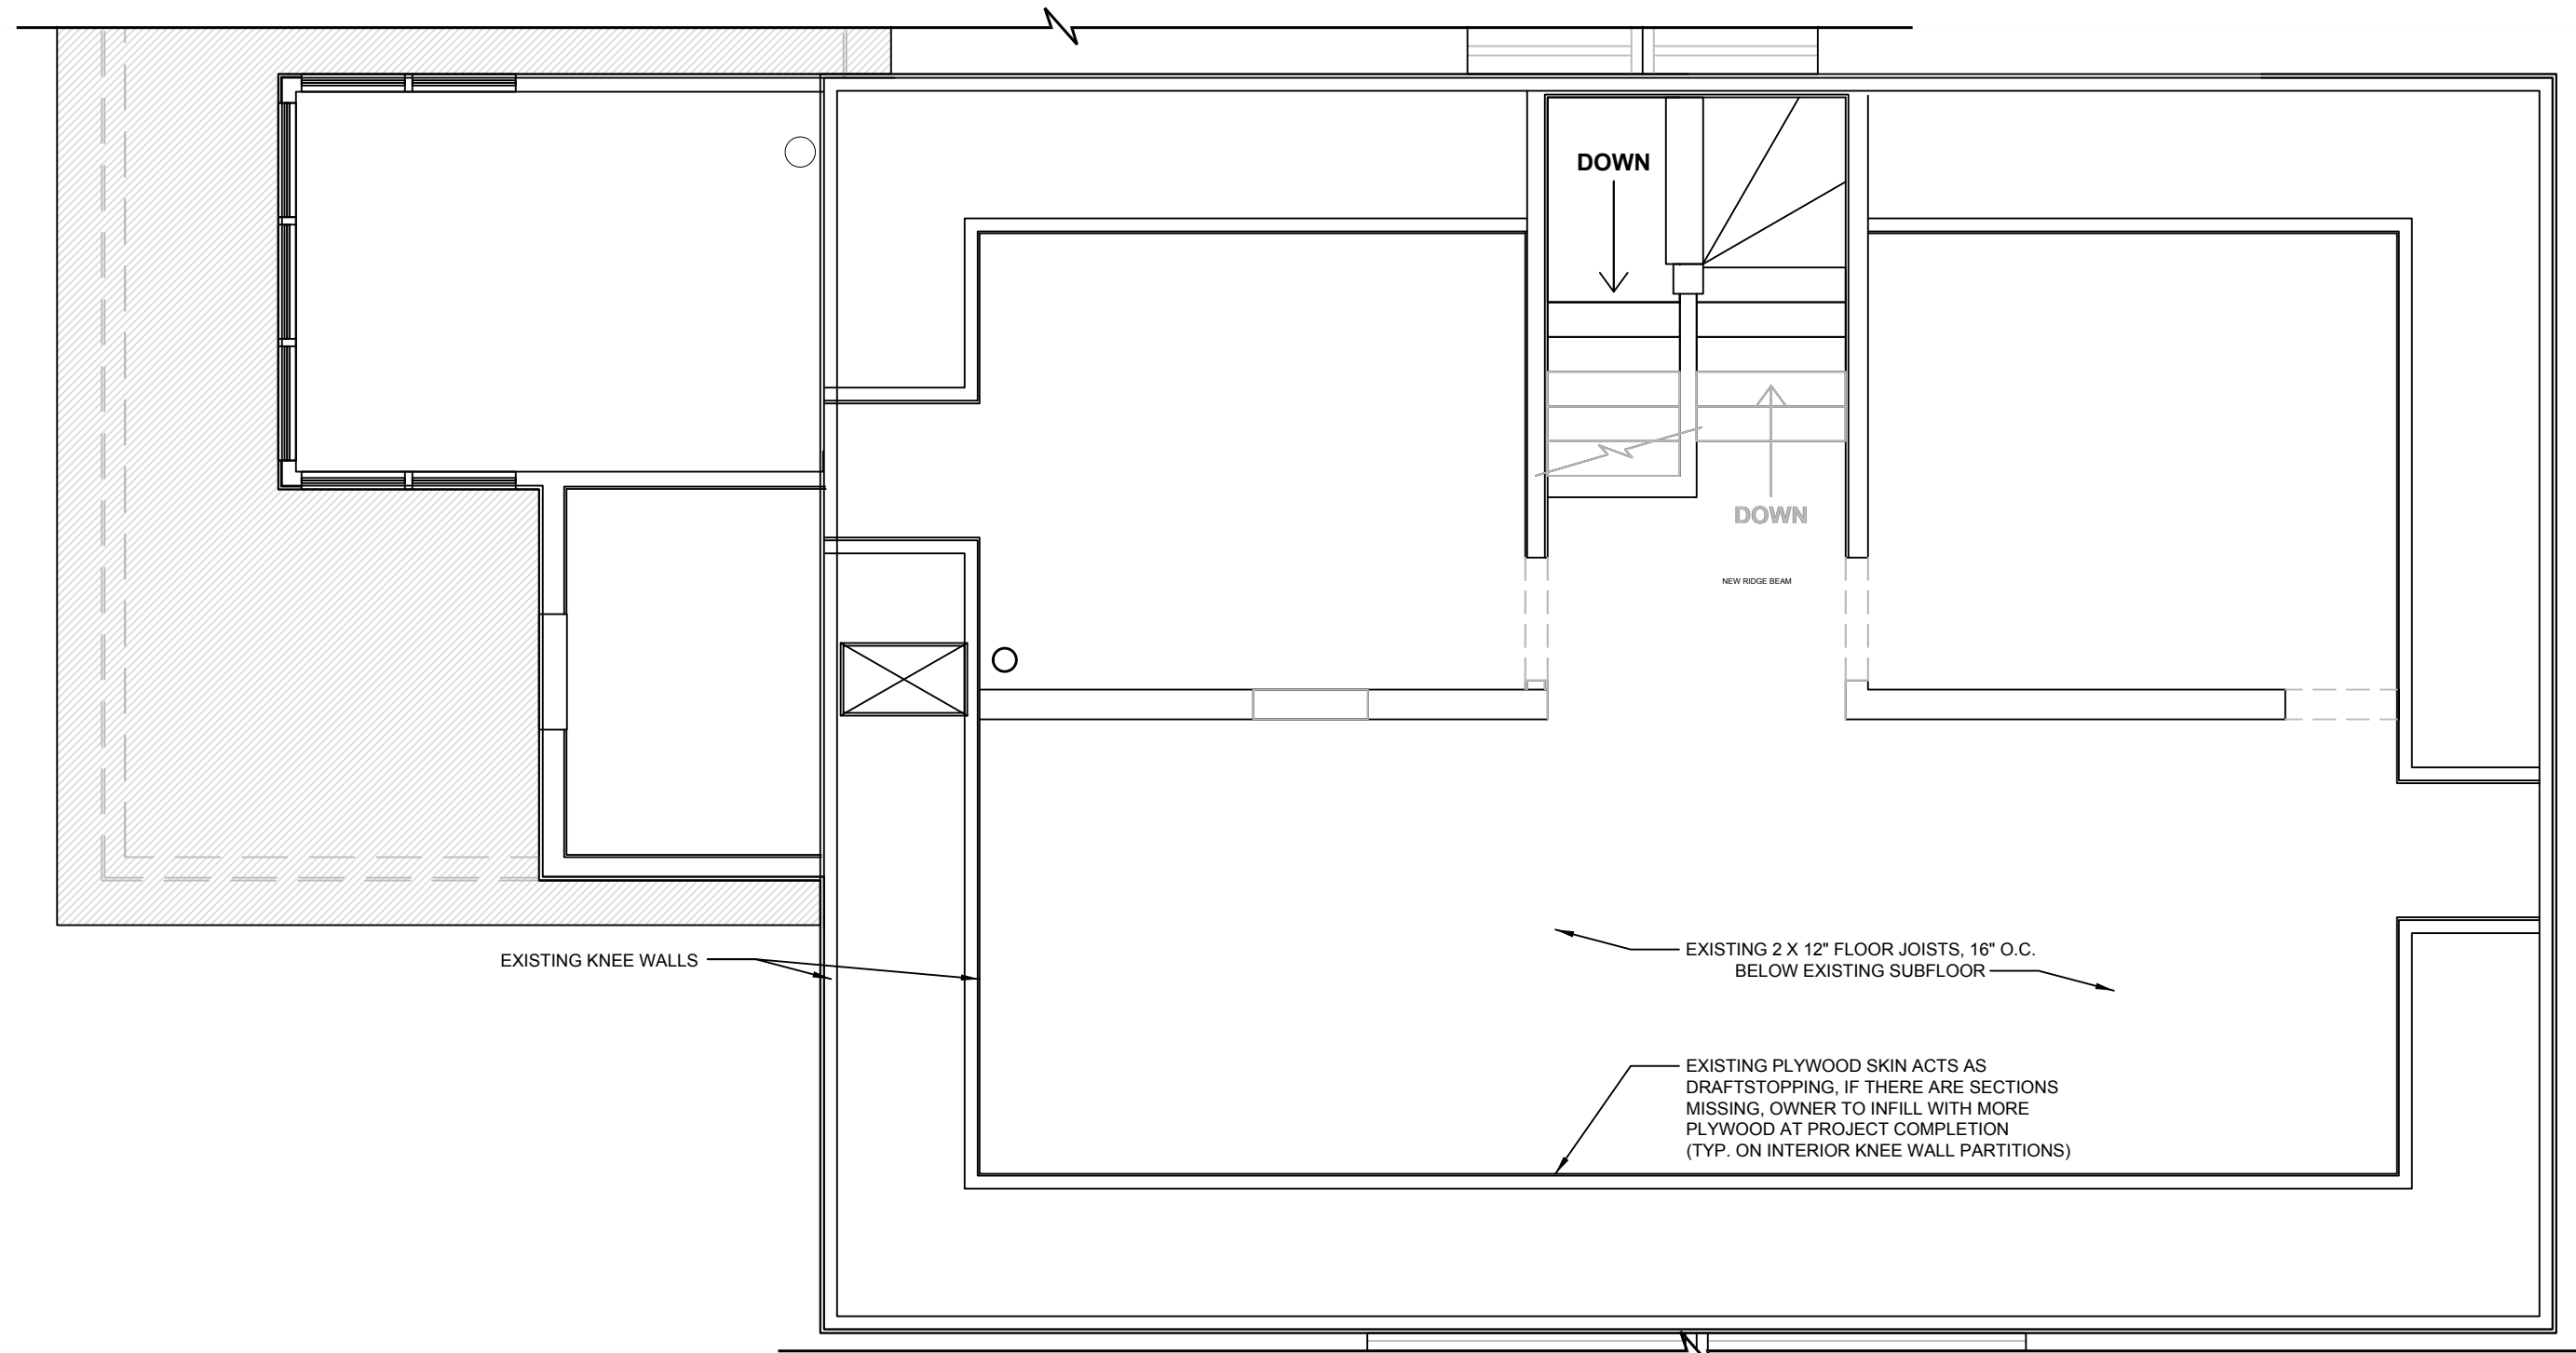 DOWN
DOWN
NEW RIDGE BEAM
EXISTING KNEE WALLS
EXISTING 2 X 12" FLOOR JOISTS, 16" O.C.
BELOW EXISTING SUBFLOOR
EXISTING PLYWOOD SKIN ACTS AS
DRAFTSTOPPING, IF THERE ARE SECTIONS
MISSING, OWNER TO INFILL WITH MORE
PLYWOOD AT PROJECT COMPLETION
(TYP. ON INTERIOR KNEE WALL PARTITIONS)